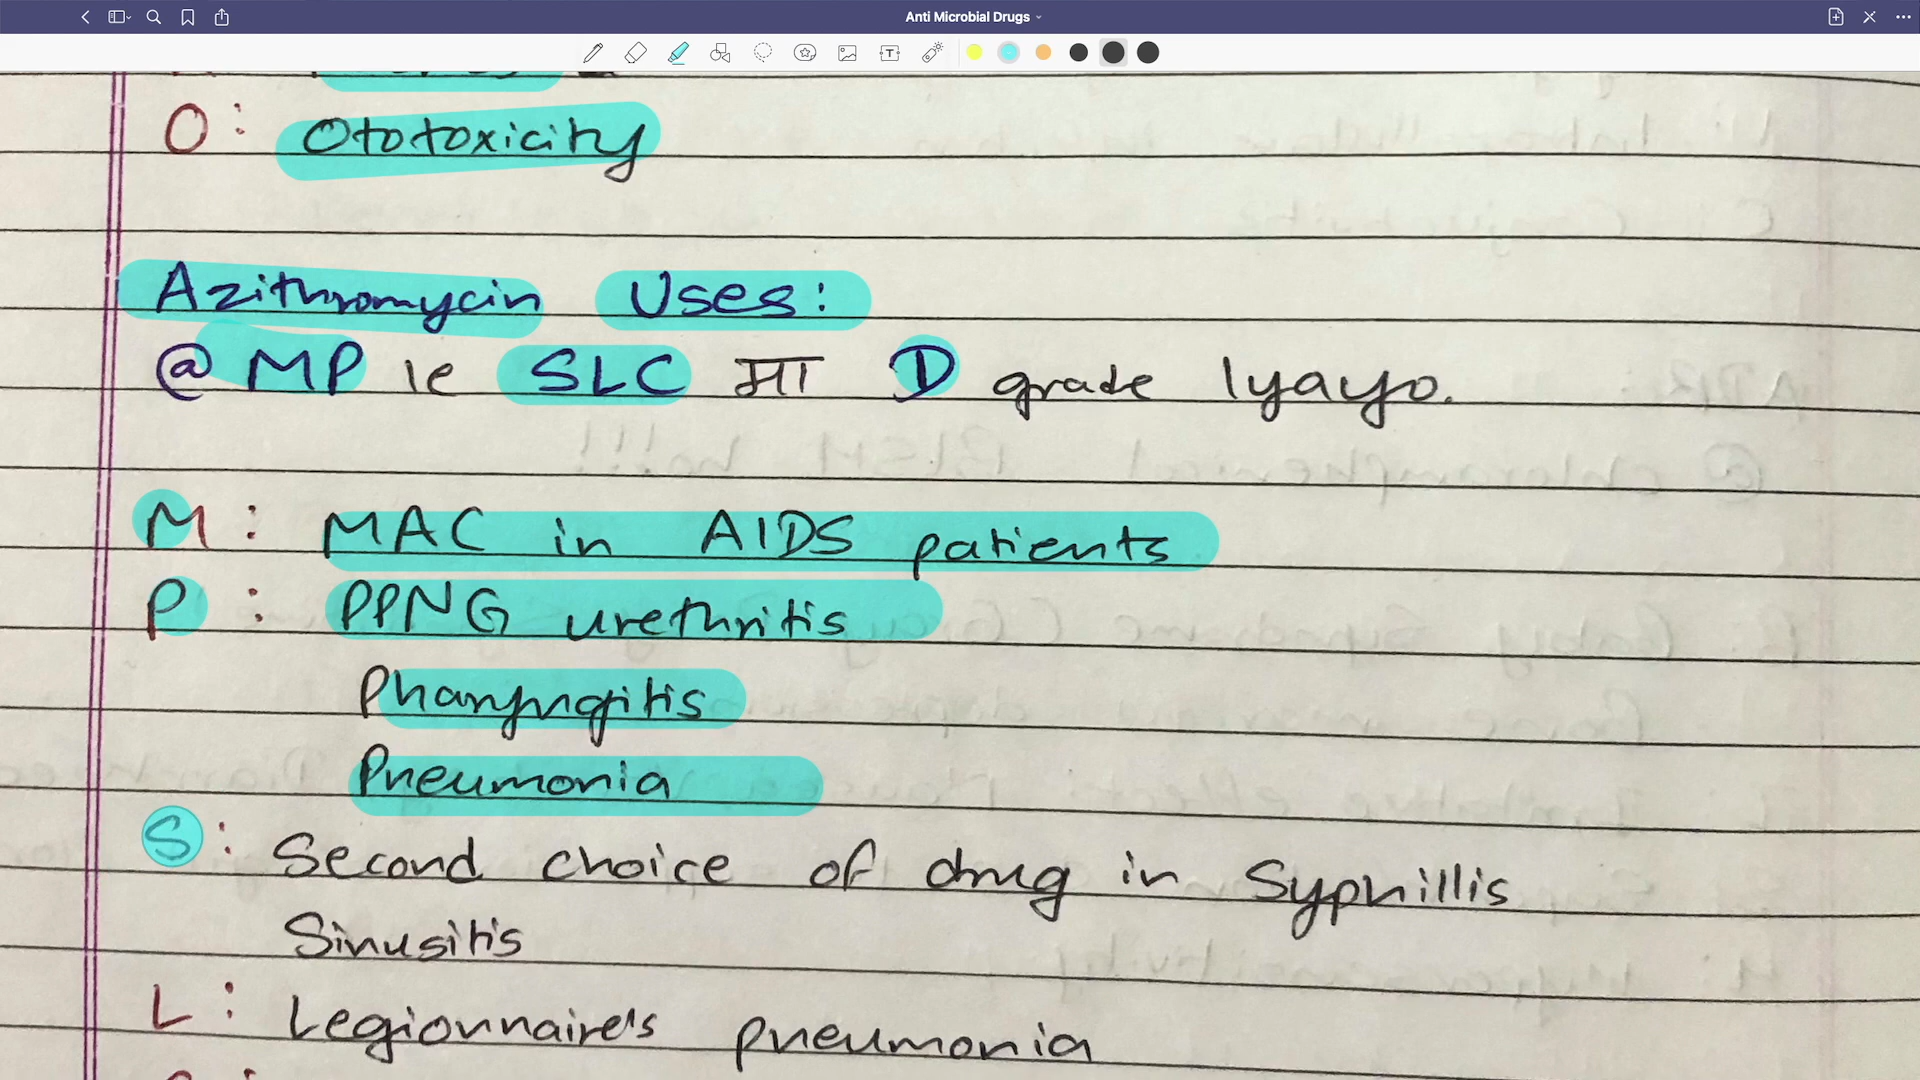 Anti Microbial Drugs
O: Ototoxicity
Azithromycin Uses:
@ MP le SLC मा D grade lyayo.
M: MAC in AIDS patients
P: PPNG urethritis
Pharyngitis
Pneumonia
S: Second choice of drug in Syphillis
Sinusitis
L: Legionnaire's pneumonia